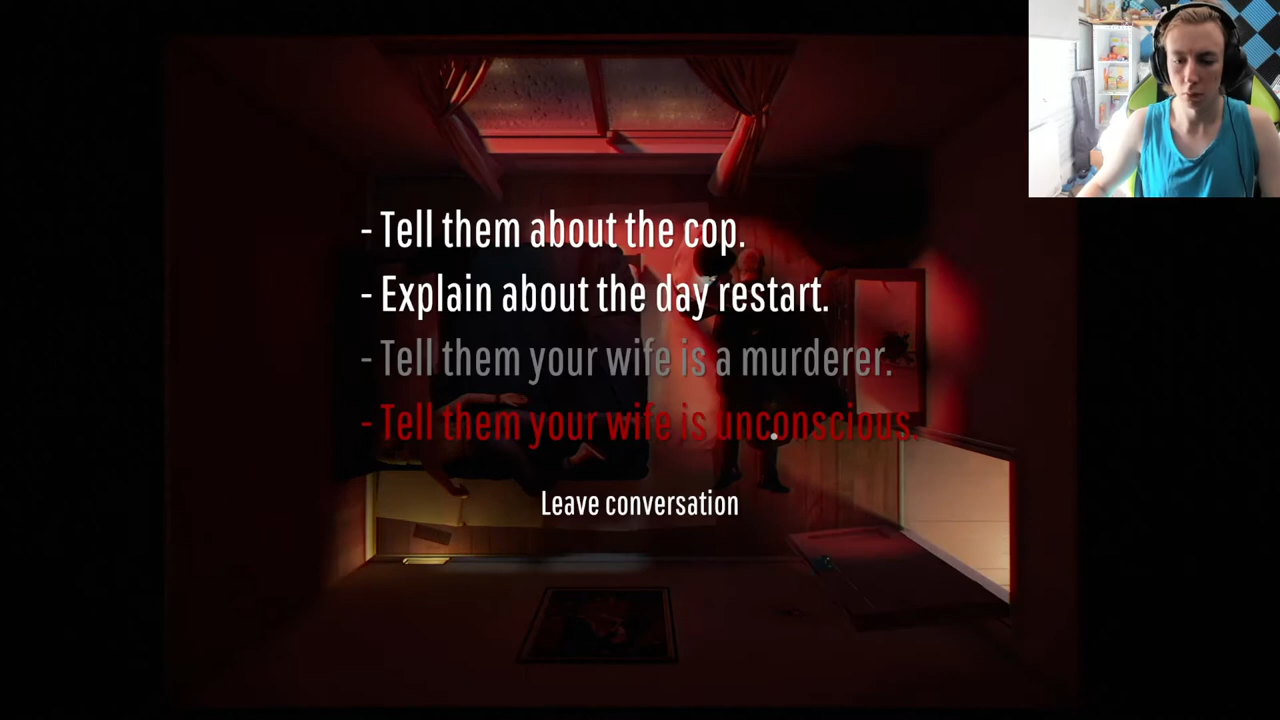 - Tell them about the cop.
- Explain about the day restart.
- Tell them your wife is a murderer.
- Tell them your wife is unconscious.
Leave conversation